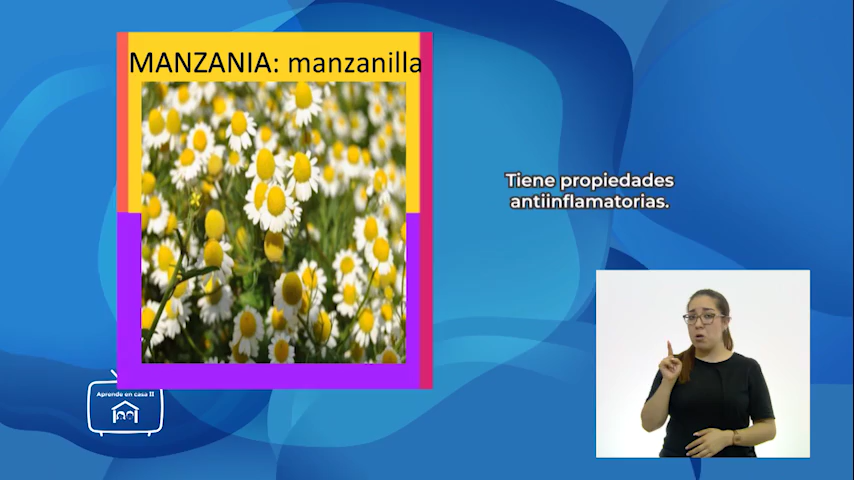 MANZANIA: manzanilla
Tiene propiedades
antiinflamatorias.
Aprende en casa II